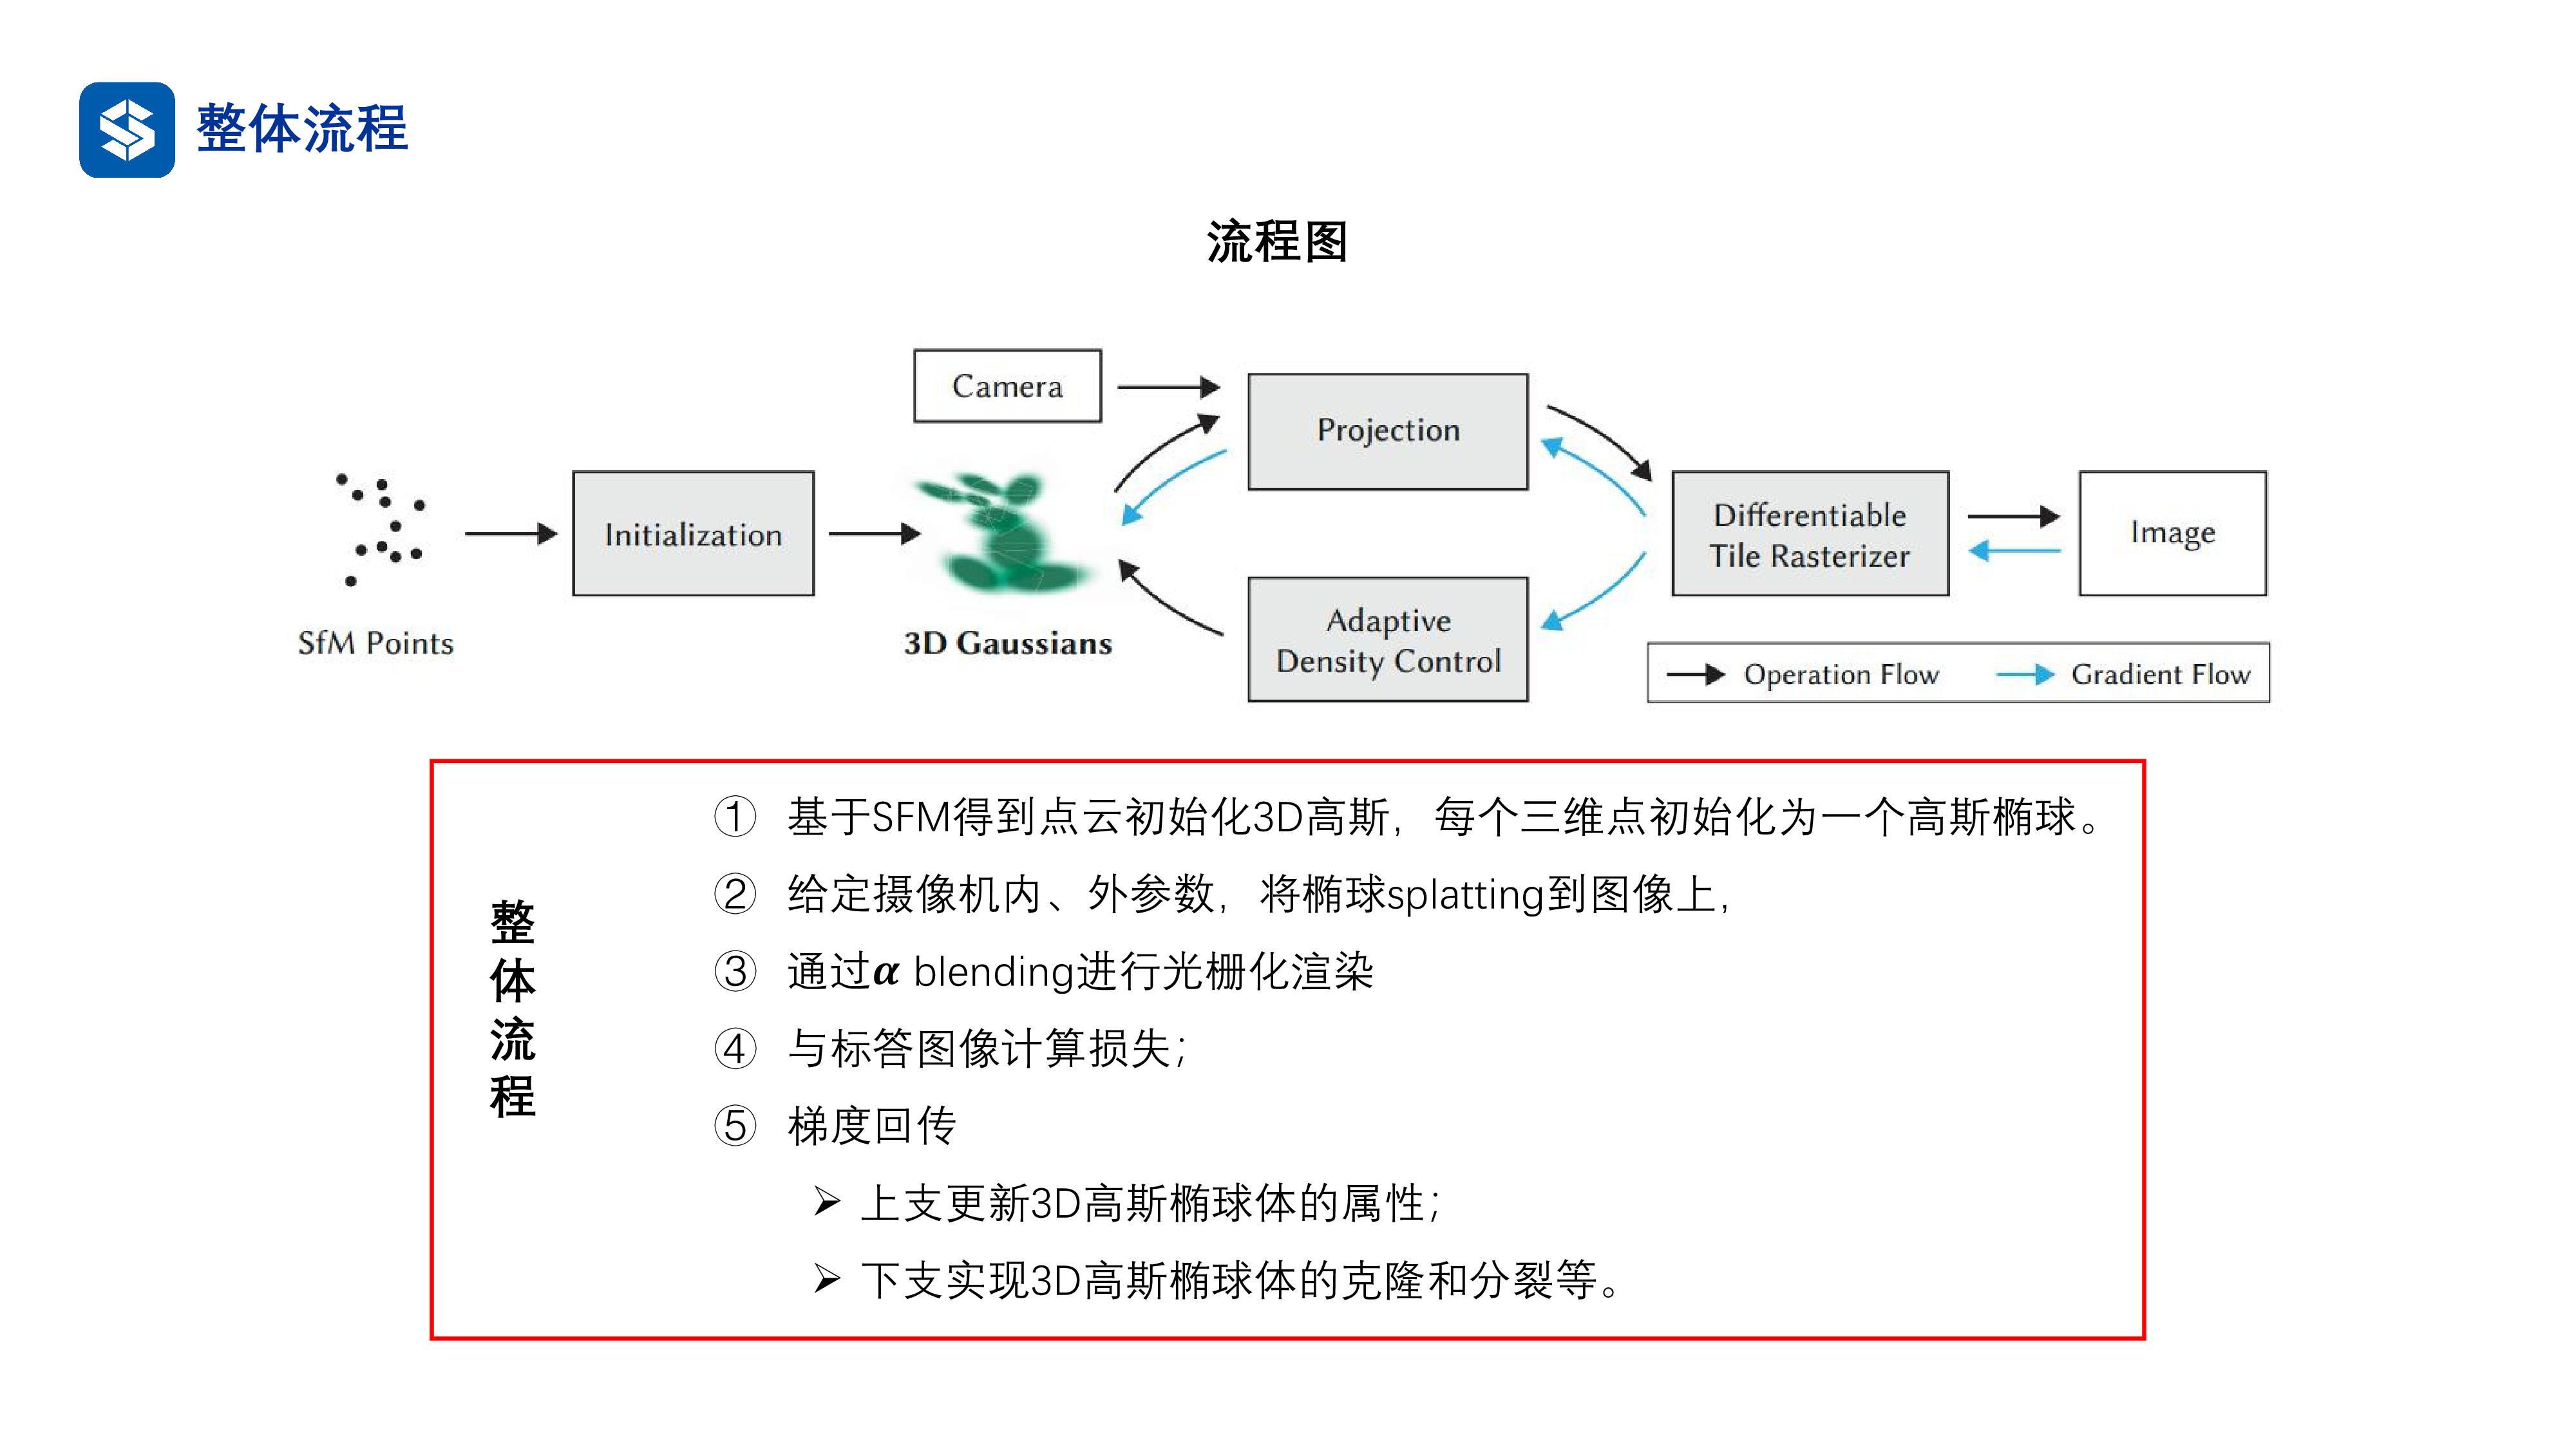 整体流程
流程图
Camera
Projection
Initialization
Differentiable
Tile Rasterizer
Image
SfM Points
3D Gaussians
Adaptive
Density Control
Operation Flow
Gradient Flow
整体流程
① 基于SFM得到点云初始化3D高斯，每个三维点初始化为一个高斯椭球。
② 给定摄像机内、外参数，将椭球splatting到图像上，
③ 通过α blending进行光栅化渲染
④ 与标答图像计算损失；
⑤ 梯度回传
➢ 上支更新3D高斯椭球体的属性；
➢ 下支实现3D高斯椭球体的克隆和分裂等。